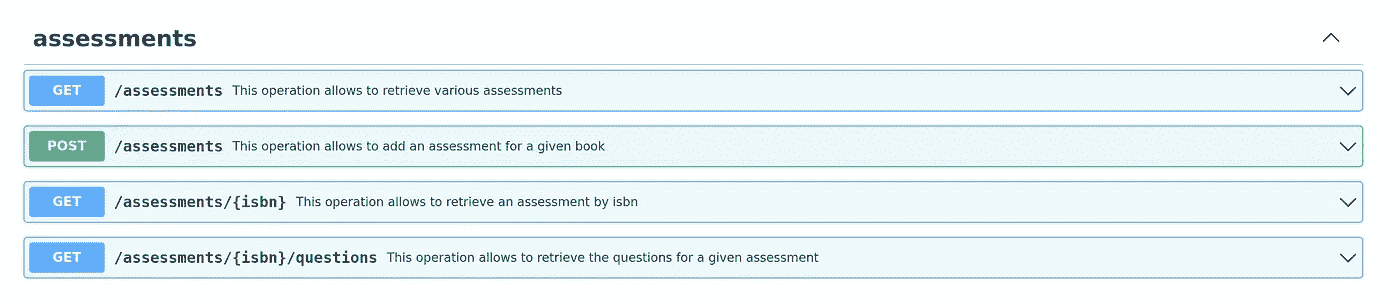 assessments
GET /assessments This operation allows to retrieve various assessments
POST /assessments This operation allows to add an assessment for a given book
GET /assessments/{isbn} This operation allows to retrieve an assessment by isbn
GET /assessments/{isbn}/questions This operation allows to retrieve the questions for a given assessment